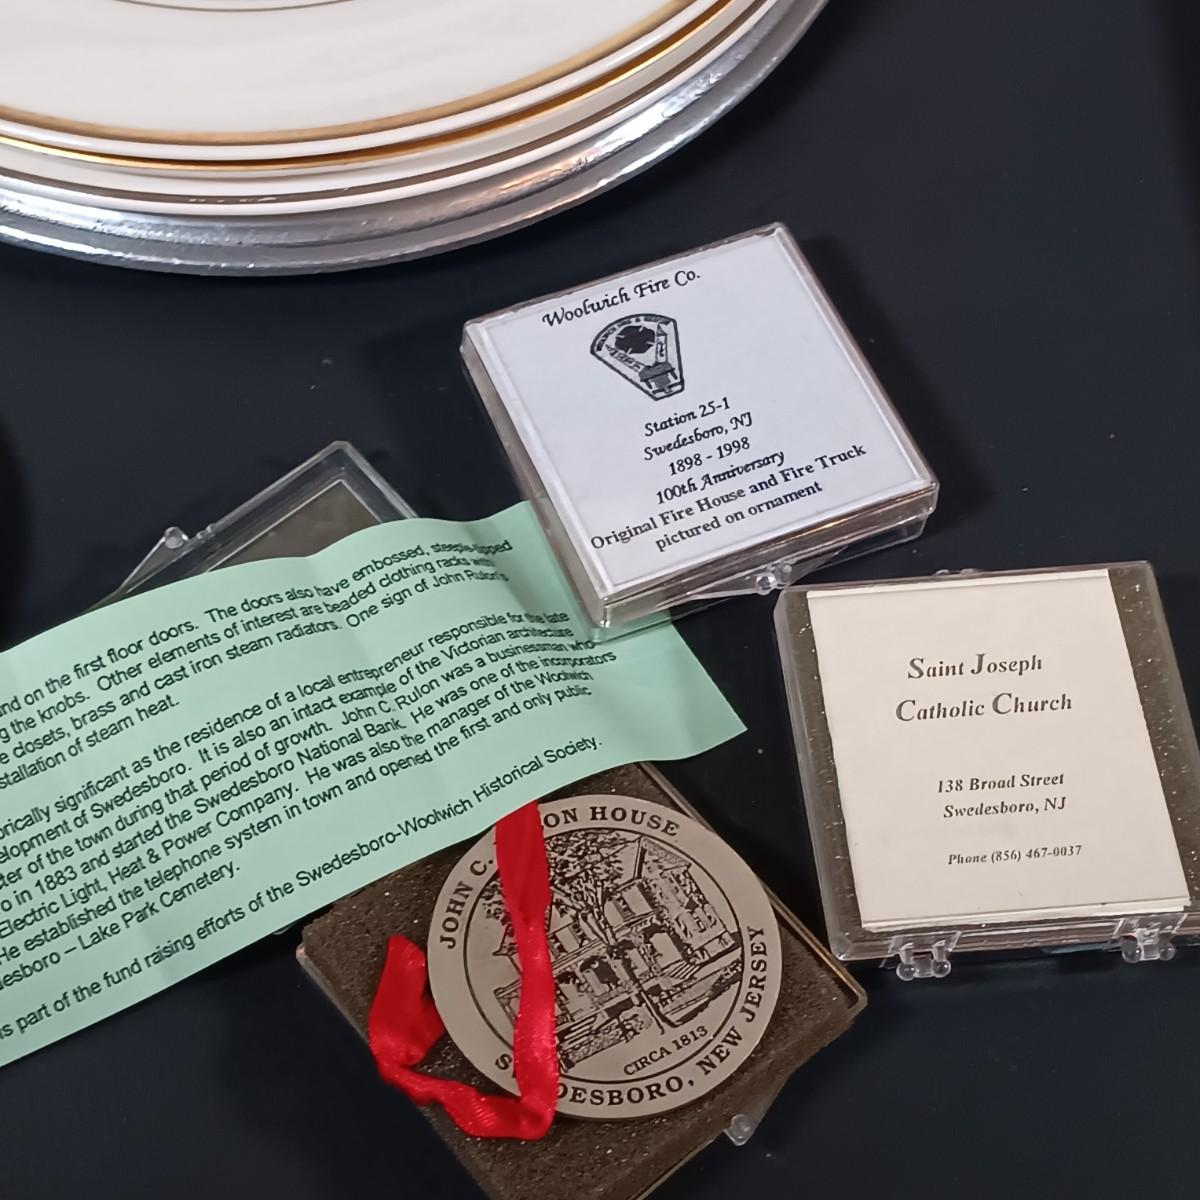 Woolwich Fire Co.
Station 25-1
Swedesboro, NJ
1898 - 1998
100th Anniversary
Original Fire House and Fire Truck
pictured on ornament
Saint Joseph
Catholic Church
138 Broad Street
Swedesboro, NJ
Phone (856) 467-0037
on the first floor doors. The doors also have embossed, steeple-tipped
the knobs. Other elements of interest are beaded clothing racks with
closets, brass and cast iron steam radiators. One sign of John Rulon's
stallation of steam heat.
orically significant as the residence of a local entrepreneur responsible for the late
elopment of Swedesboro. It is also an intact example of the Victorian architecture
ter of the town during that period of growth. John C. Rulon was a businessman who
o in 1883 and started the Swedesboro National Bank. He was one of the incorporators
Electric Light, Heat & Power Company. He was also the manager of the Woolwich
He established the telephone system in town and opened the first and only public
esboro – Lake Park Cemetery.
is part of the fund raising efforts of the Swedesboro-Woolwich Historical Society.
JOHN C. ON HOUSE
CIRCA 1813
S DESBORO, NEW JERSEY